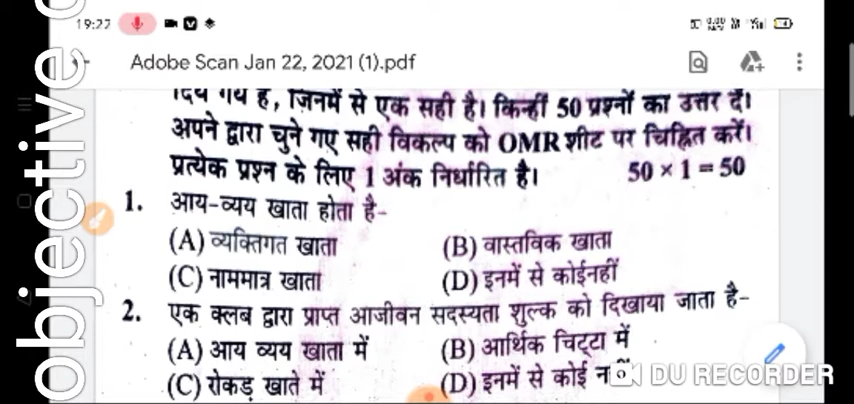 19:27
Adobe Scan Jan 22, 2021 (1).pdf
objective
दिये गये हैं, जिनमें से एक सही है। किन्हीं 50 प्रश्नों का उत्तर दें।
अपने द्वारा चुने गए सही विकल्प को OMR शीट पर चिह्नित करें।
प्रत्येक प्रश्न के लिए 1 अंक निर्धारित है। 50 × 1 = 50
1. आय-व्यय खाता होता है-
(A) व्यक्तिगत खाता (B) वास्तविक खाता
(C) नाममात्र खाता (D) इनमें से कोईनहीं
2. एक क्लब द्वारा प्राप्त आजीवन सदस्यता शुल्क को दिखाया जाता है-
(A) आय व्यय खाता में (B) आर्थिक चिट्टा में
(C) रोकड़ खाते में (D) इनमें से कोई
DU RECORDER